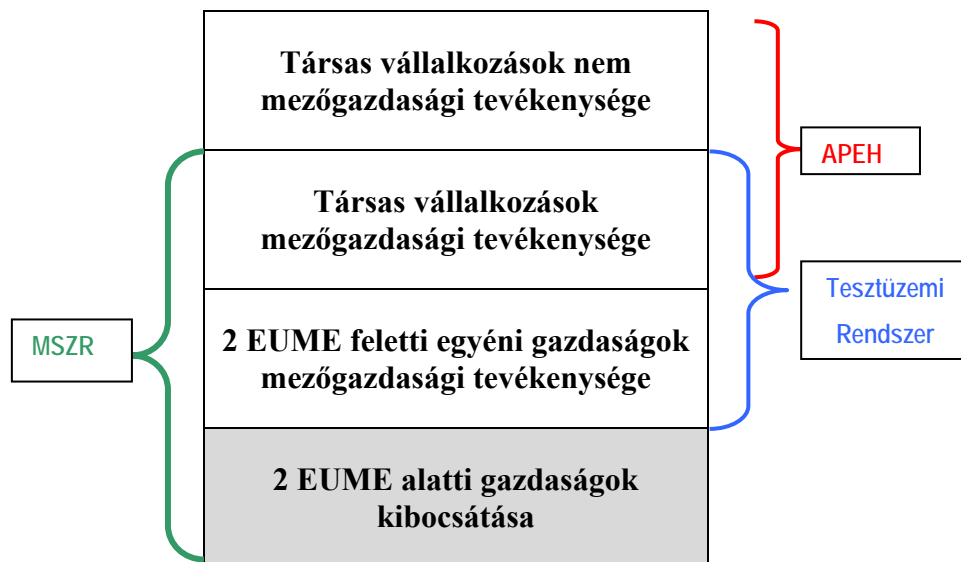 Társas vállalkozások nem
mezőgazdasági tevékenysége
APEH
Társas vállalkozások
mezőgazdasági tevékenysége
Tesztüzemi
Rendszer
MSZR
2 EUME feletti egyéni gazdaságok
mezőgazdasági tevékenysége
2 EUME alatti gazdaságok
kibocsátása